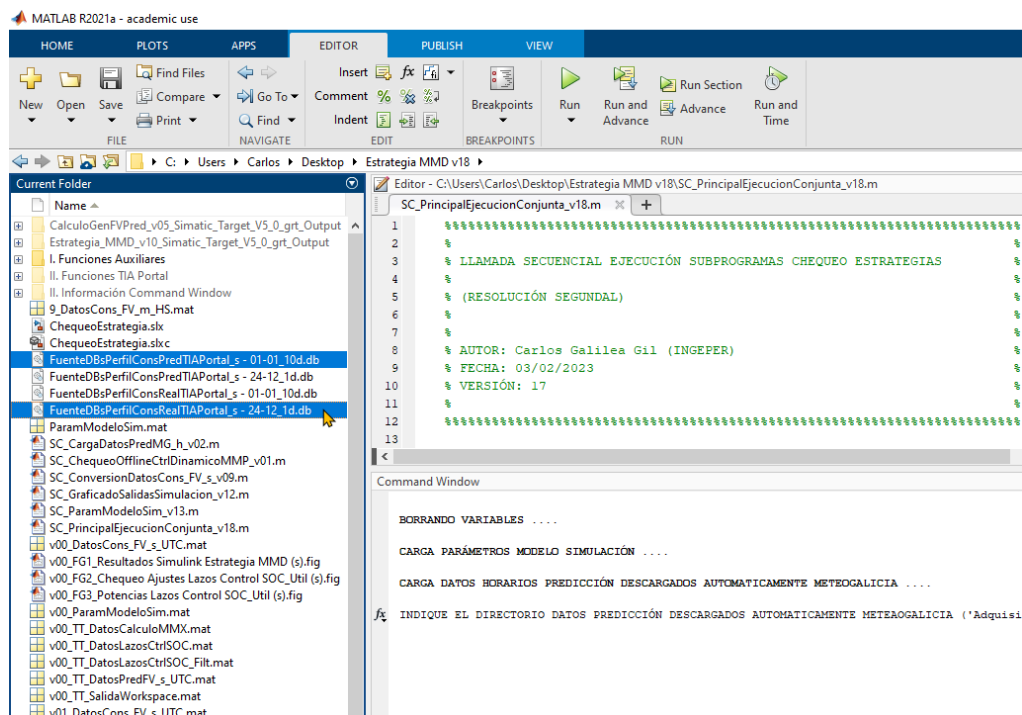 MATLAB R2021a - academic use
HOME PLOTS APPS EDITOR PUBLISH VIEW
New Open Save Find Files Compare Print
Go To Find
Insert fx
Comment
Indent
Breakpoints
Run
Run and Advance
Run Section
Advance
Run and Time
FILE NAVIGATE EDIT BREAKPOINTS RUN
C: Users Carlos Desktop Estrategia MMD v18
Current Folder
Name
CalculoGenFVPred_v05_Simatic_Target_V5_0_grt_Output
Estrategia_MMD_v10_Simatic_Target_V5_0_grt_Output
I. Funciones Auxiliares
II. Funciones TIA Portal
II. Información Command Window
9_DatosCons_FV_m_HS.mat
ChequeoEstrategia.slx
ChequeoEstrategia.slxc
FuenteDBsPerfilConsPredTIAPortal_s - 01-01_10d.db
FuenteDBsPerfilConsPredTIAPortal_s - 24-12_1d.db
FuenteDBsPerfilConsRealTIAPortal_s - 01-01_10d.db
FuenteDBsPerfilConsRealTIAPortal_s - 24-12_1d.db
ParamModeloSim.mat
SC_CargaDatosPredMG_h_v02.m
SC_ChequeoOfflineCtrlDinamicoMMP_v01.m
SC_ConversionDatosCons_FV_s_v09.m
SC_GraficadoSalidasSimulacion_v12.m
SC_ParamModeloSim_v13.m
SC_PrincipalEjecucionConjunta_v18.m
v00_DatosCons_FV_s_UTC.mat
v00_FG1_Resultados Simulink Estrategia MMD (s).fig
v00_FG2_Chequeo Ajustes Lazos Control SOC_Util (s).fig
v00_FG3_Potencias Lazos Control SOC_Util (s).fig
v00_ParamModeloSim.mat
v00_TT_DatosCalculoMMX.mat
v00_TT_DatosLazosCtrlSOC.mat
v00_TT_DatosLazosCtrlSOC_Filt.mat
v00_TT_DatosPredFV_s_UTC.mat
v00_TT_SalidaWorkspace.mat
v01_DatosCons_FV_s_UTC.mat
Editor - C:\Users\Carlos\Desktop\Estrategia MMD v18\SC_PrincipalEjecucionConjunta_v18.m
SC_PrincipalEjecucionConjunta_v18.m
1 %%%%%%%%%%%%%%%%%%%%%%%%%%%%%%%%%%%%%%%%%%%%%%%%%%%%%%%%%%%%%%%%%%%%%%%%%%
2 % %
3 % LLAMADA SECUENCIAL EJECUCIÓN SUBPROGRAMAS CHEQUEO ESTRATEGIAS %
4 % %
5 % (RESOLUCIÓN SEGUNDAL) %
6 % %
7 % %
8 % AUTOR: Carlos Galilea Gil (INGEPER) %
9 % FECHA: 03/02/2023 %
10 % VERSIÓN: 17 %
11 % %
12 %%%%%%%%%%%%%%%%%%%%%%%%%%%%%%%%%%%%%%%%%%%%%%%%%%%%%%%%%%%%%%%%%%%%%%%%%%
13
Command Window
BORRANDO VARIABLES ....
CARGA PARÁMETROS MODELO SIMULACIÓN ....
CARGA DATOS HORARIOS PREDICCIÓN DESCARGADOS AUTOMATICAMENTE METEOGALICIA ....
fx INDIQUE EL DIRECTORIO DATOS PREDICCIÓN DESCARGADOS AUTOMATICAMENTE METEAOGALICIA ('Adquisi